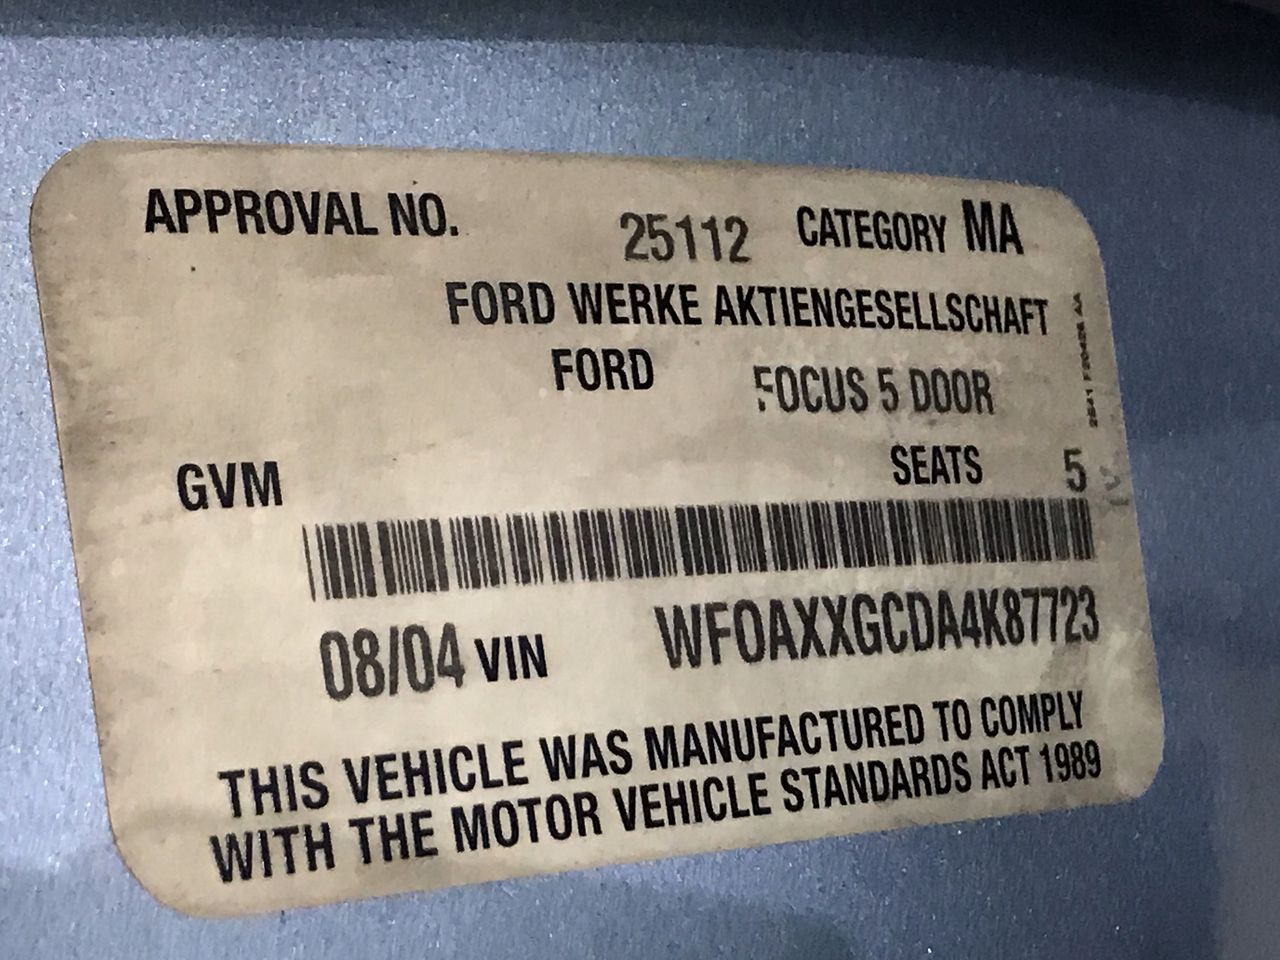 APPROVAL NO. 25112 CATEGORY MA
FORD WERKE AKTIENGESELLSCHAFT
FORD FOCUS 5 DOOR
SEATS 5
GVM
08/04 VIN WF0AXXGCDA4K87723
THIS VEHICLE WAS MANUFACTURED TO COMPLY
WITH THE MOTOR VEHICLE STANDARDS ACT 1989